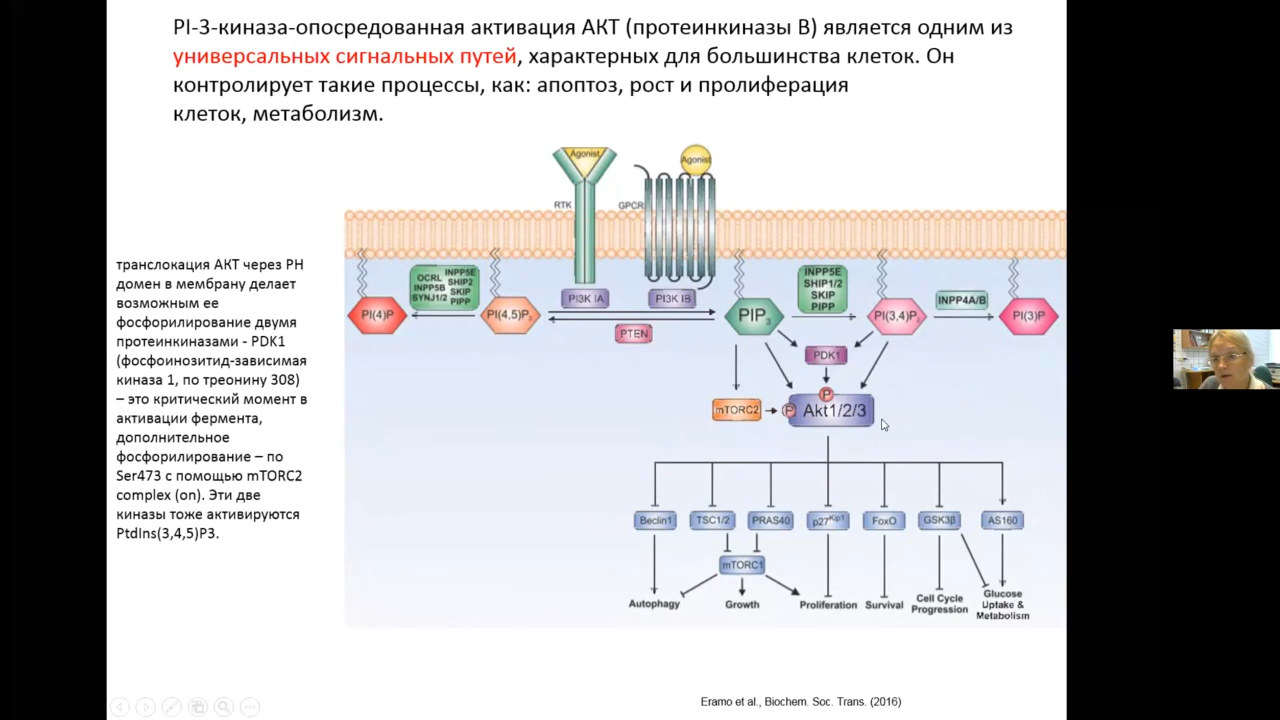 PI-3-киназа-опосредованная активация АКТ (протеинкиназы B) является одним из
универсальных сигнальных путей, характерных для большинства клеток. Он
контролирует такие процессы, как: апоптоз, рост и пролиферация
клеток, метаболизм.
транслокация АКТ через PH
домен в мембрану делает
возможным ее
фосфорилирование двумя
протеинкиназами - PDK1
(фосфоинозитид-зависимая
киназа 1, по треонину 308)
– это критический момент в
активации фермента,
дополнительное
фосфорилирование – по
Ser473 с помощью mTORC2
complex (on). Эти две
киназы тоже активируются
PtdIns(3,4,5)P3.
Agonist
Agonist
RTK
GPCR
OCRL
INPP5B
SYNJ1/2
INPP5E
SHIP2
SKIP
PIPP
INPP5E
SHIP1/2
SKIP
PIPP
INPP4A/B
PI3K IA
PI3K IB
PI(4)P
PI(4,5)P₂
PIP₃
PI(3,4)P₂
PI(3)P
PTEN
PDK1
P
mTORC2
P
Akt1/2/3
Beclin1
TSC1/2
PRAS40
p27Kip1
FoxO
GSK3β
AS160
mTORC1
Autophagy
Growth
Proliferation
Survival
Cell Cycle
Progression
Glucose
Uptake &
Metabolism
Eramo et al., Biochem. Soc. Trans. (2016)